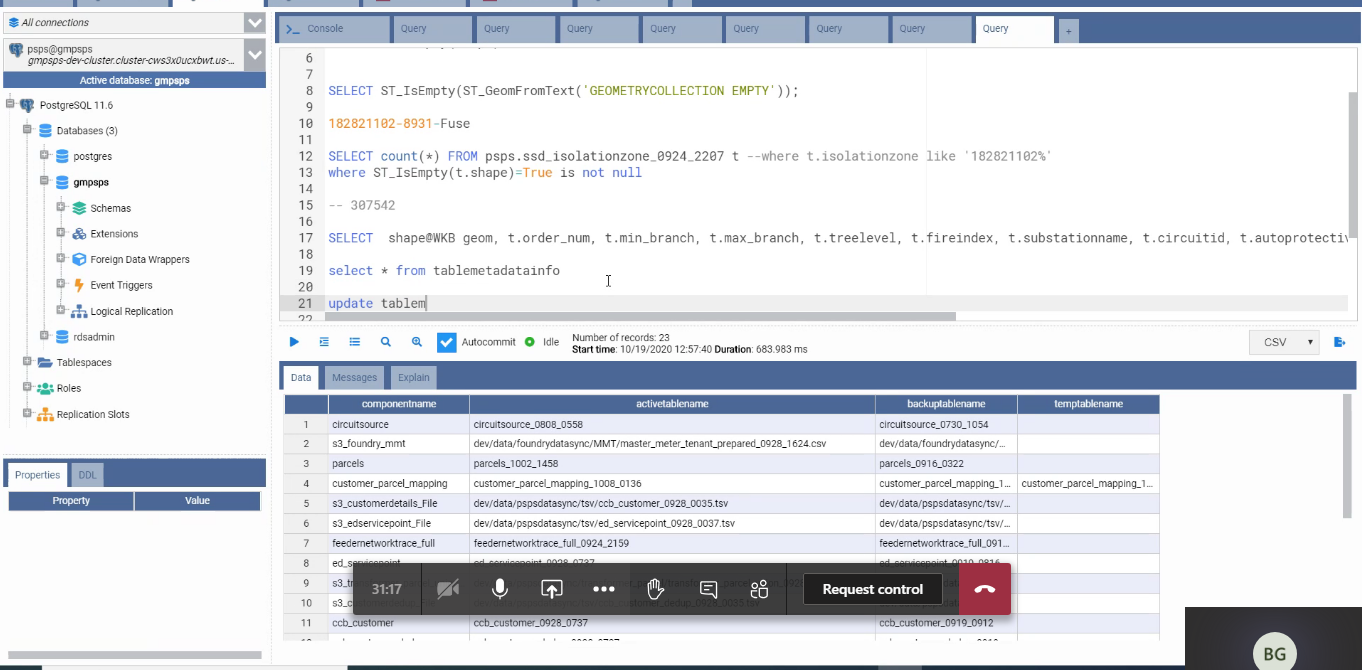 All connections
psps@gmpsps
gmpsps-dev-cluster.cluster-cws3x0ucxbwt.us-...
Active database: gmpsps
PostgreSQL 11.6
Databases (3)
postgres
gmpsps
Schemas
Extensions
Foreign Data Wrappers
Event Triggers
Logical Replication
rdsadmin
Tablespaces
Roles
Replication Slots
Properties DDL
Property Value
Console Query Query Query Query Query Query Query Query +
6
7
8 SELECT ST_IsEmpty(ST_GeomFromText('GEOMETRYCOLLECTION EMPTY'));
9
10 182821102-8931-Fuse
11
12 SELECT count(*) FROM psps.ssd_isolationzone_0924_2207 t --where t.isolationzone like '182821102%'
13 where ST_IsEmpty(t.shape)=True is not null
14
15 -- 307542
16
17 SELECT shape@WKB geom, t.order_num, t.min_branch, t.max_branch, t.treelevel, t.fireindex, t.substationname, t.circuitid, t.autoprotectiv
18
19 select * from tablemetadatainfo
20
21 update tablem
22
Autocommit Idle Number of records: 23
Start time: 10/19/2020 12:57:40 Duration: 683.983 ms
CSV
Data Messages Explain
componentname activetablename backuptablename temptablename
1 circuitsource circuitsource_0808_0558 circuitsource_0730_1054
2 s3_foundry_mmt dev/data/foundrydatasync/MMT/master_meter_tenant_prepared_0928_1624.csv dev/data/foundrydatasync/...
3 parcels parcels_1002_1458 parcels_0916_0322
4 customer_parcel_mapping customer_parcel_mapping_1008_0136 customer_parcel_mapping_1... customer_parcel_mapping_1...
5 s3_customerdetails_File dev/data/pspsdatasync/tsv/ccb_customer_0928_0035.tsv dev/data/pspsdatasync/tsv/...
6 s3_edservicepoint_File dev/data/pspsdatasync/tsv/ed_servicepoint_0928_0037.tsv dev/data/pspsdatasync/tsv/...
7 feedernetworktrace_full feedernetworktrace_full_0924_2159 feedernetworktrace_full_091...
8 ed_servicepoint ed_servicepoint_0928_0737
9
10
11 ccb_customer ccb_customer_0928_0737 ccb_customer_0919_0912
31:17 Request control
BG